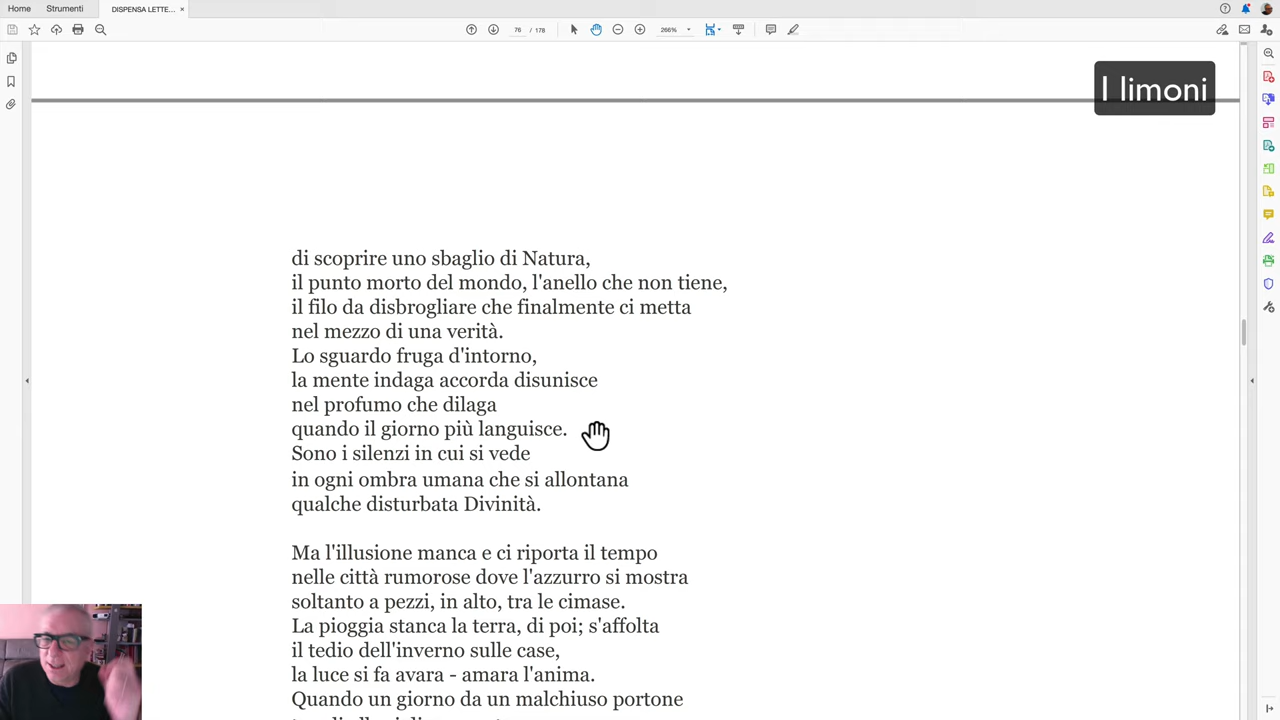 Home Strumenti DISPENSA LETTE... ×
76 / 178 266%
I limoni
di scoprire uno sbaglio di Natura,
il punto morto del mondo, l'anello che non tiene,
il filo da disbrogliare che finalmente ci metta
nel mezzo di una verità.
Lo sguardo fruga d'intorno,
la mente indaga accorda disunisce
nel profumo che dilaga
quando il giorno più languisce.
Sono i silenzi in cui si vede
in ogni ombra umana che si allontana
qualche disturbata Divinità.
Ma l'illusione manca e ci riporta il tempo
nelle città rumorose dove l'azzurro si mostra
soltanto a pezzi, in alto, tra le cimase.
La pioggia stanca la terra, di poi; s'affolta
il tedio dell'inverno sulle case,
la luce si fa avara - amara l'anima.
Quando un giorno da un malchiuso portone